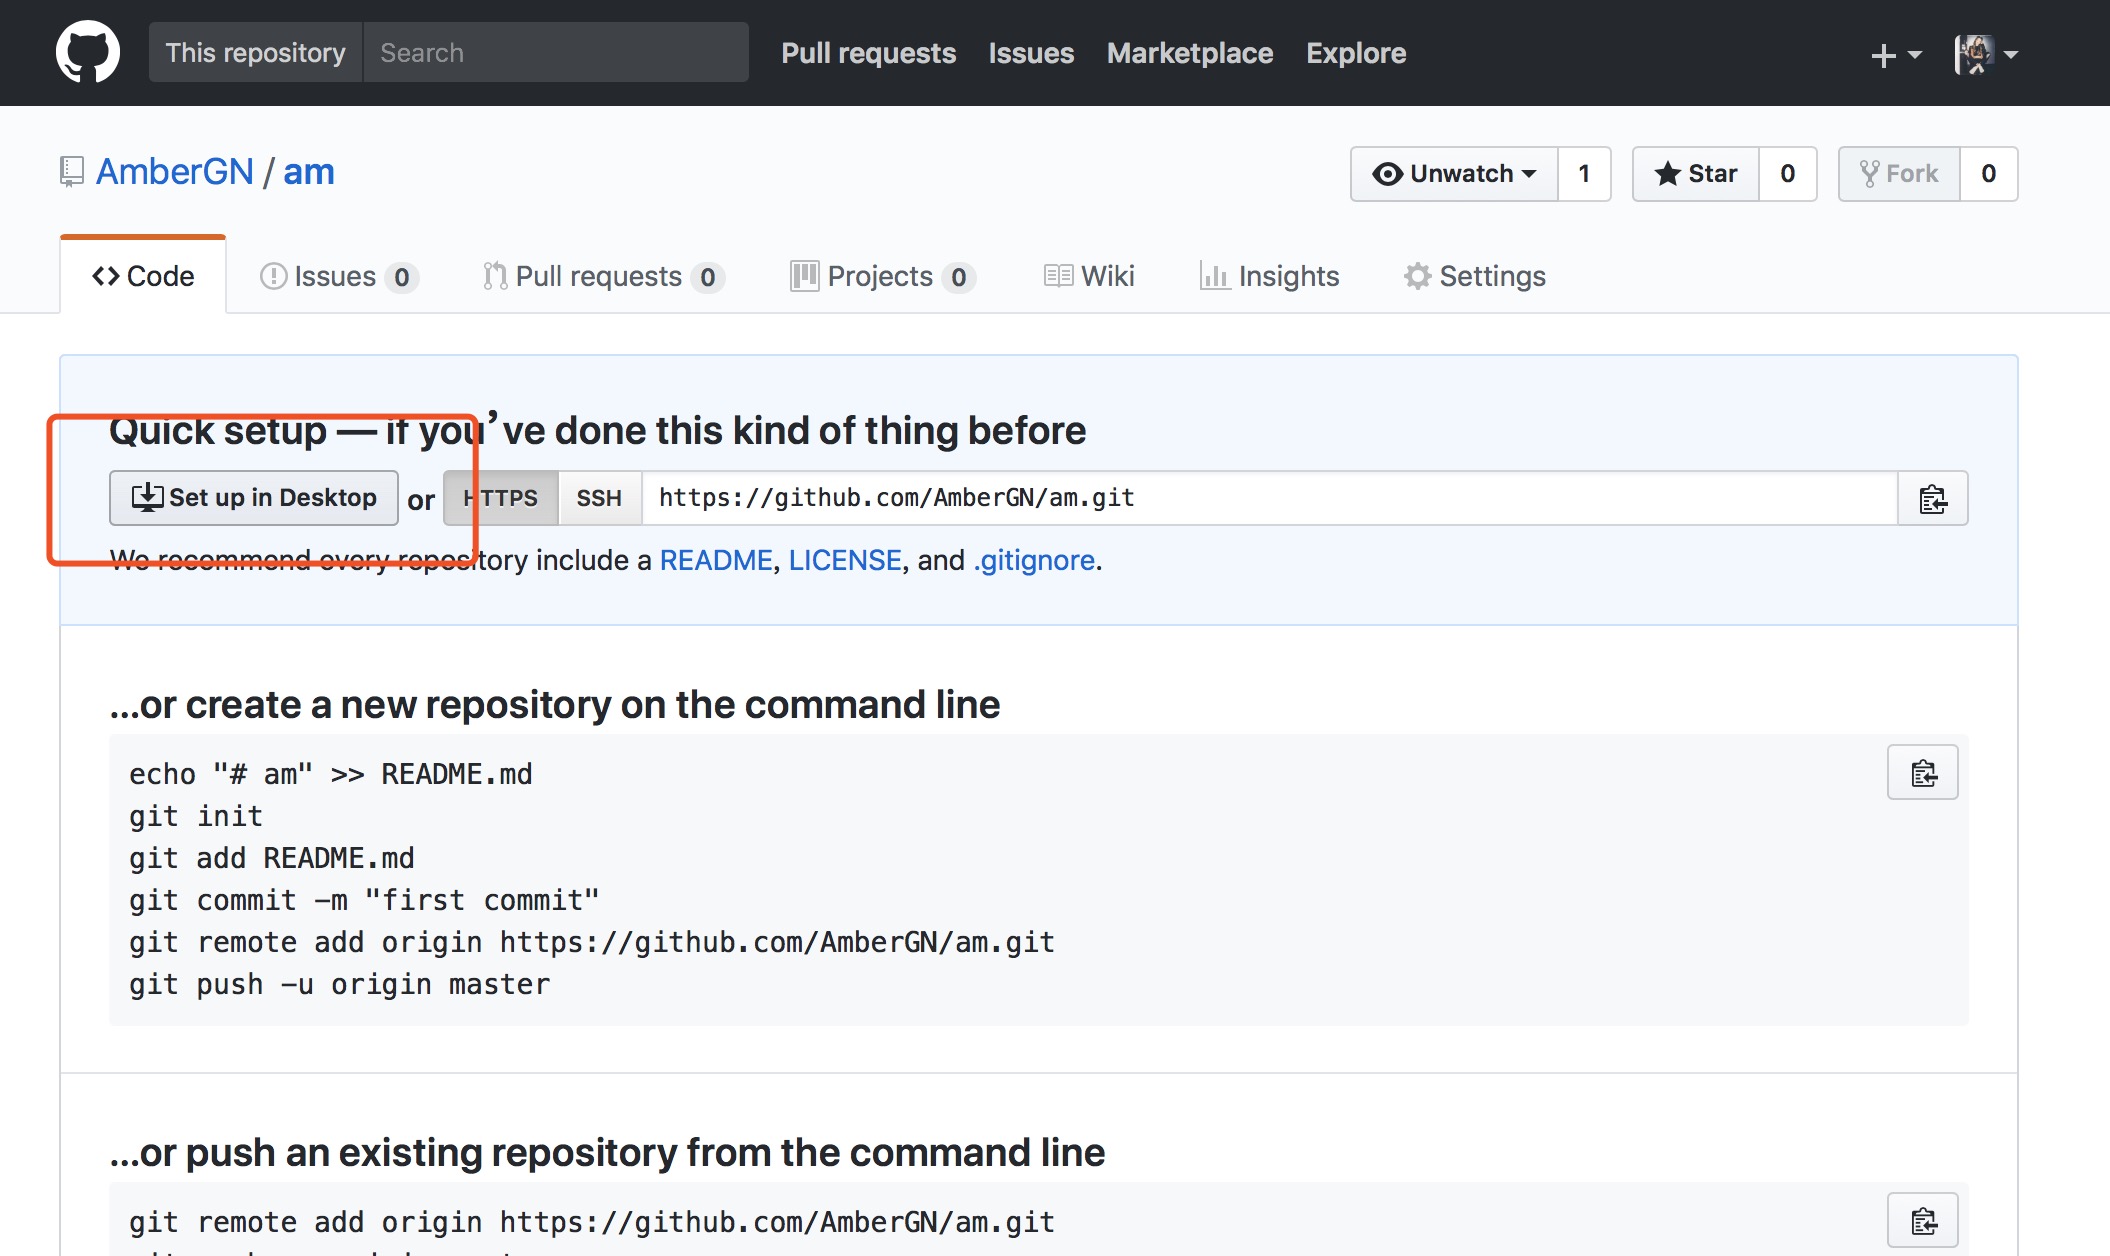 This repository Search Pull requests Issues Marketplace Explore
AmberGN / am
Unwatch 1 Star 0 Fork 0
Code Issues 0 Pull requests 0 Projects 0 Wiki Insights Settings
Quick setup — if you’ve done this kind of thing before
Set up in Desktop or HTTPS SSH https://github.com/AmberGN/am.git
We recommend every repository include a README, LICENSE, and .gitignore.
…or create a new repository on the command line
echo "# am" >> README.md
git init
git add README.md
git commit -m "first commit"
git remote add origin https://github.com/AmberGN/am.git
git push -u origin master
…or push an existing repository from the command line
git remote add origin https://github.com/AmberGN/am.git